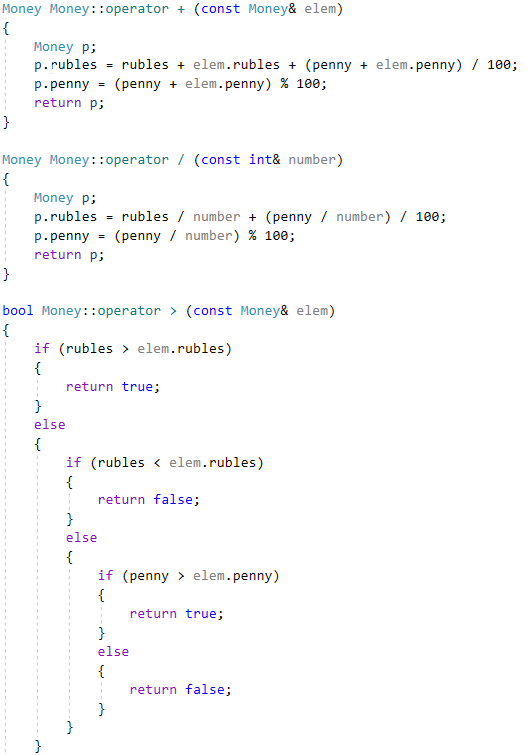 Money Money::operator + (const Money& elem)
{
    Money p;
    p.rubles = rubles + elem.rubles + (penny + elem.penny) / 100;
    p.penny = (penny + elem.penny) % 100;
    return p;
}

Money Money::operator / (const int& number)
{
    Money p;
    p.rubles = rubles / number + (penny / number) / 100;
    p.penny = (penny / number) % 100;
    return p;
}

bool Money::operator > (const Money& elem)
{
    if (rubles > elem.rubles)
    {
        return true;
    }
    else
    {
        if (rubles < elem.rubles)
        {
            return false;
        }
        else
        {
            if (penny > elem.penny)
            {
                return true;
            }
            else
            {
                return false;
            }
        }
    }